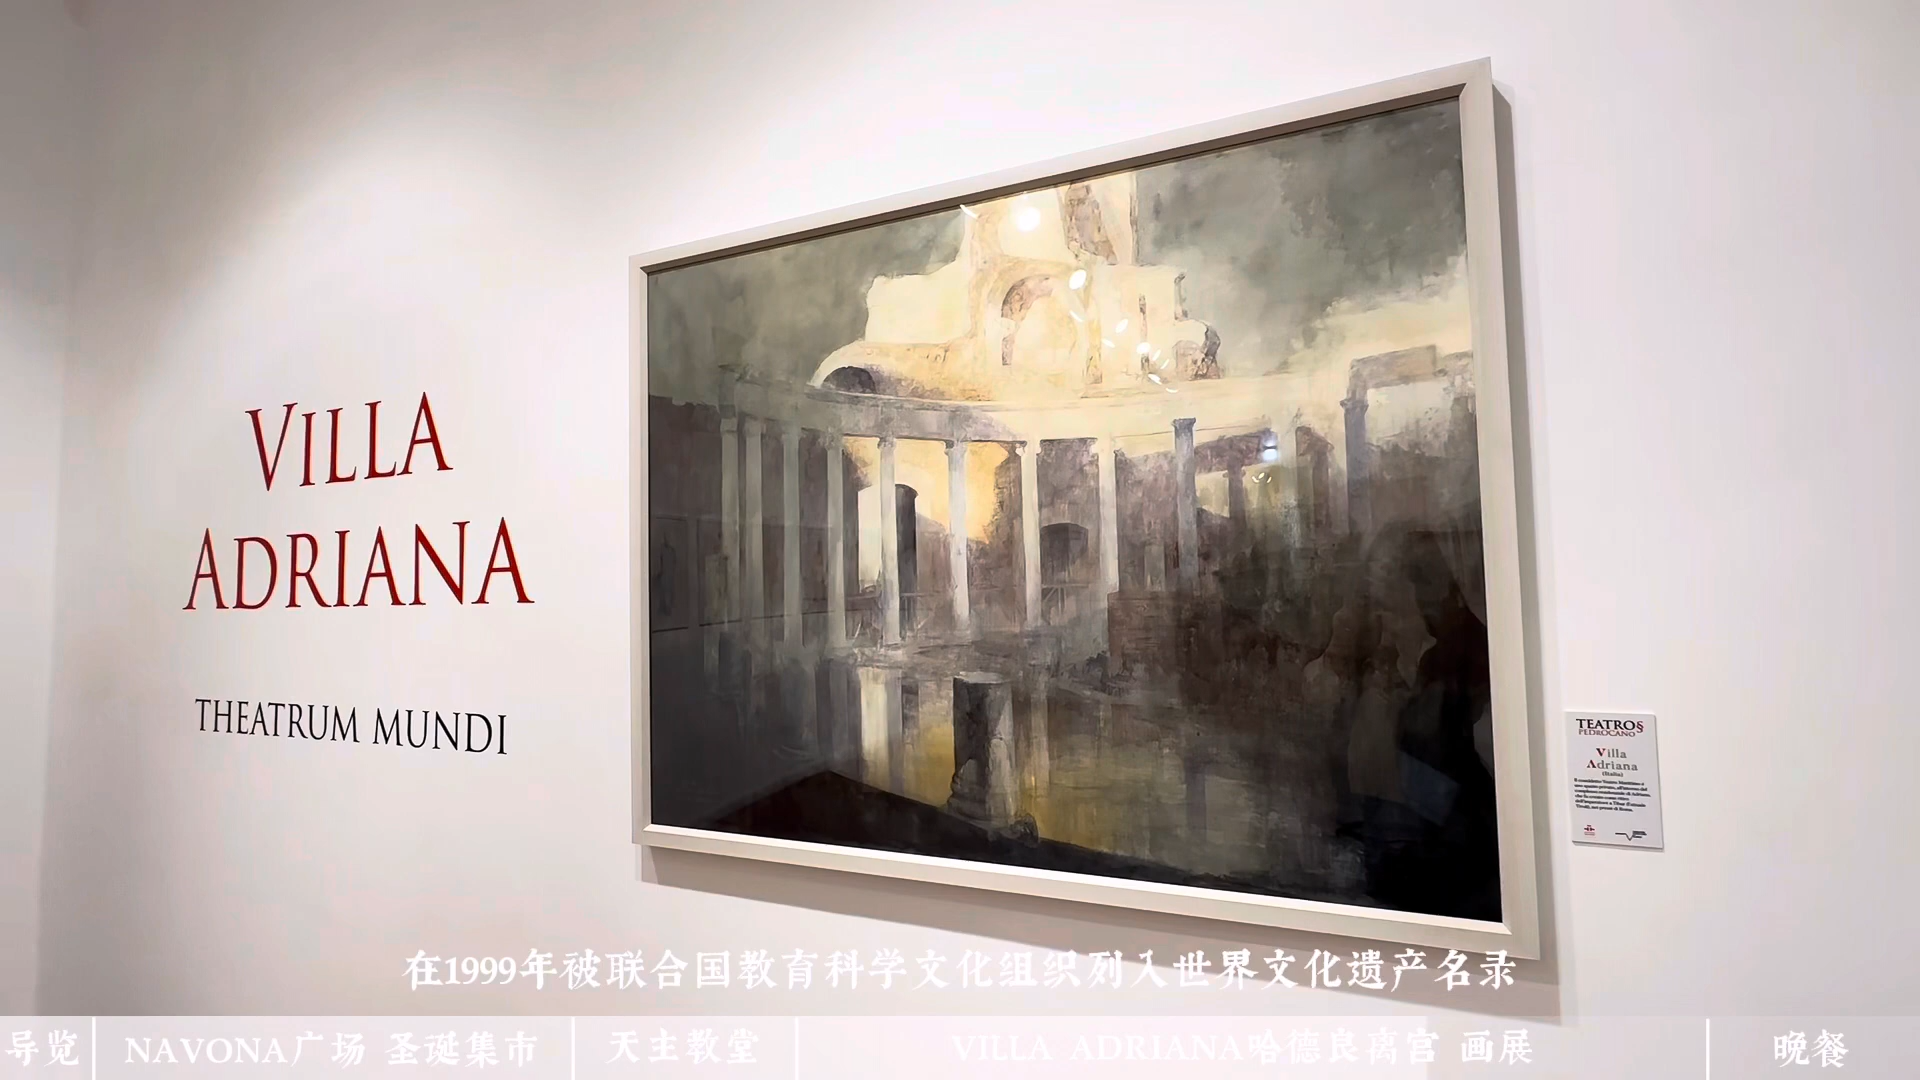 VILLA
ADRIANA
THEATRUM MUNDI
TEATROS
PEDROCANO
Villa
Adriana
(Italia)
在1999年被联合国教育科学文化组织列入世界文化遗产名录
导览
NAVONA广场 圣诞集市
天主教堂
VILLA ADRIANA哈德良离宫 画展
晚餐